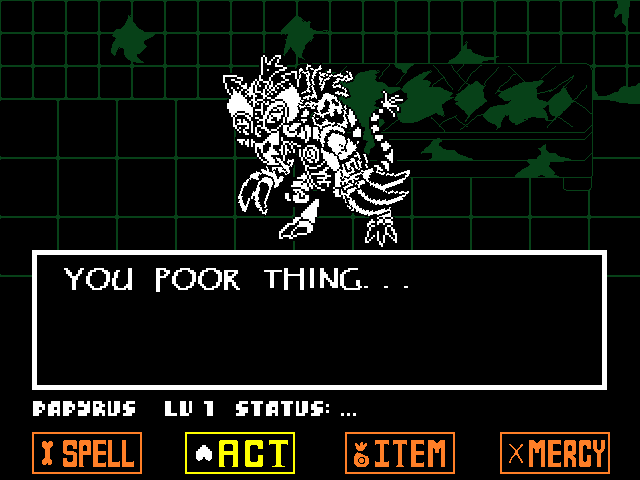 YOU POOR THING...
PAPYRUS LV 1 STATUS: ...
SPELL ACT ITEM MERCY